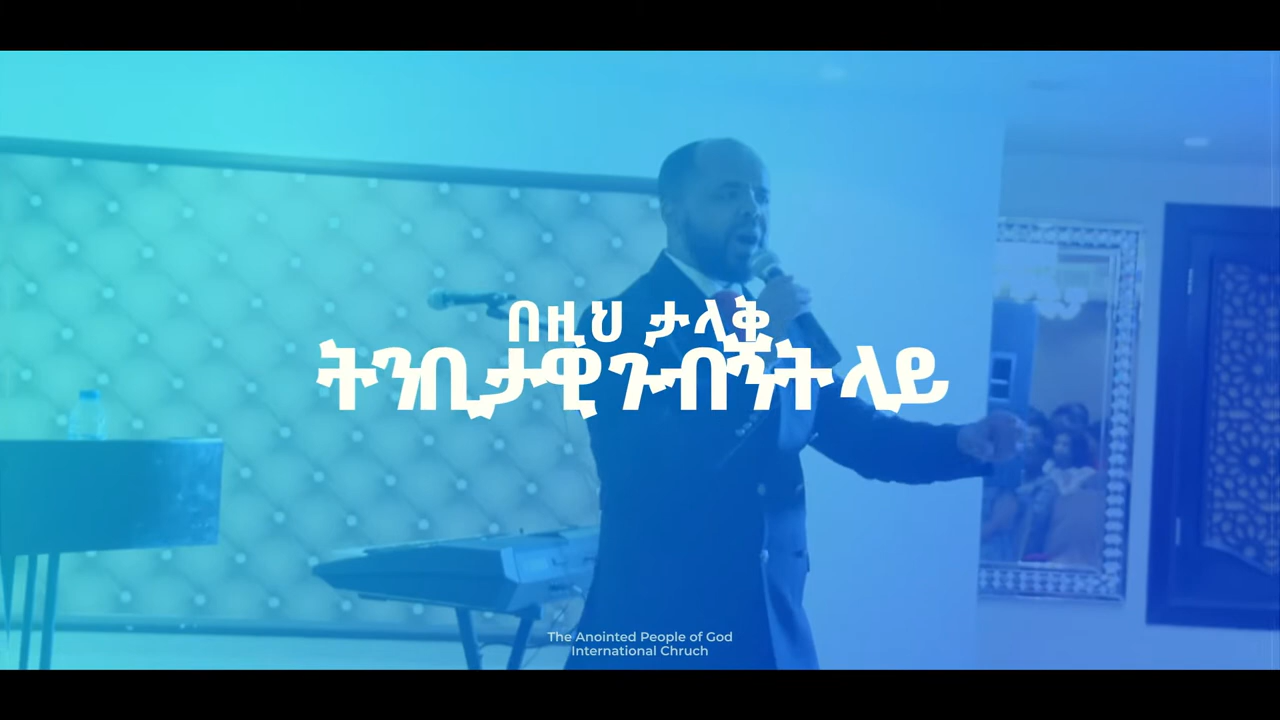 በዚህ ታላቅ
ትንቢታዊ ጉብኝት ላይ
The Anointed People of God
International Chruch